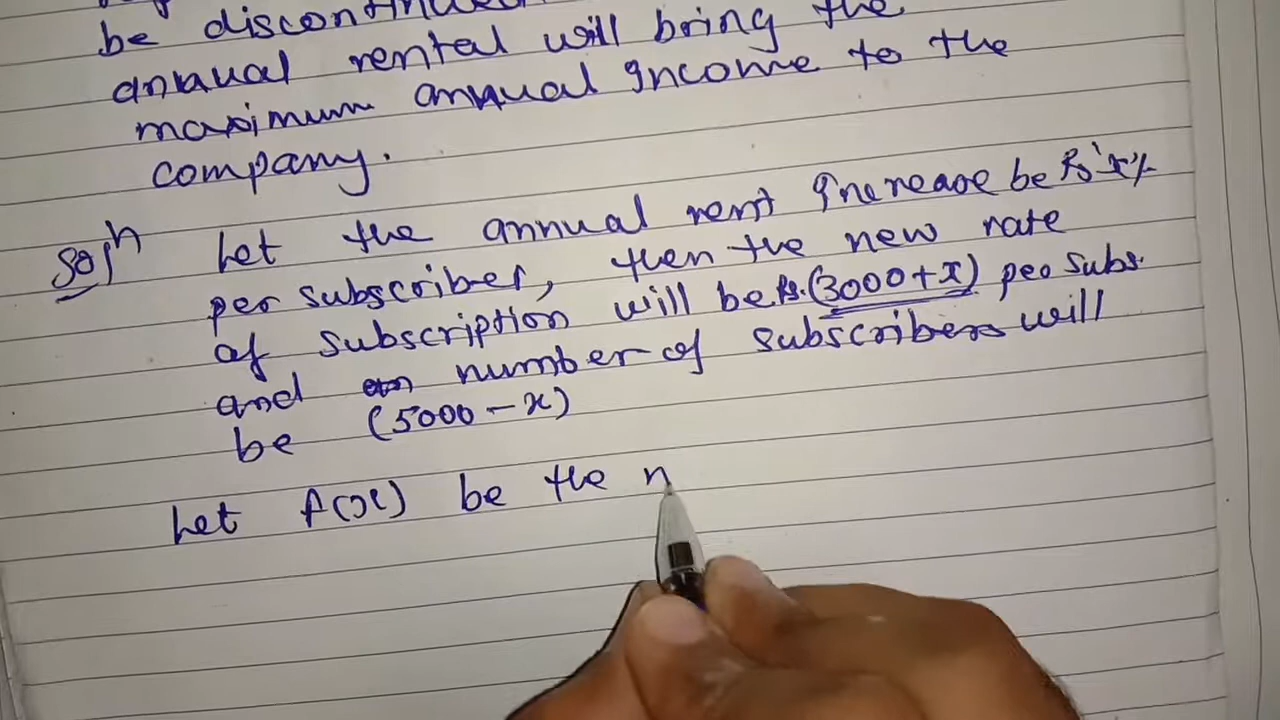 be discontinued
annual rental will bring the
maximum annual Income to the
company.
Solⁿ Let the annual rent Increase be Rs 'x'/-
per subscriber, then the new rate
of subscription will be Rs. (3000+x) per subs.
and number of subscribers will
be (5000-x)
Let f(x) be the n